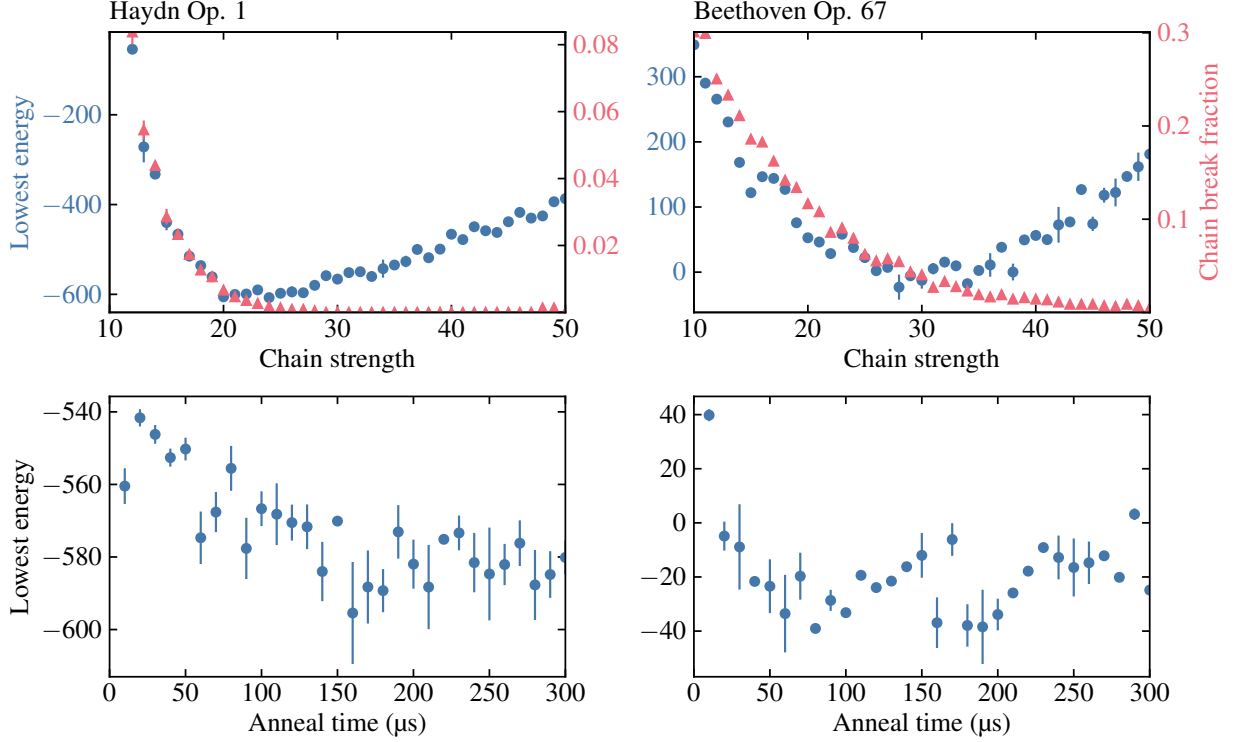 Haydn Op. 1
Beethoven Op. 67
Lowest energy
−200
−400
−600
0.08
0.06
0.04
0.02
10 20 30 40 50
Chain strength
300
200
100
0
0.3
0.2
0.1
Chain break fraction
10 20 30 40 50
Chain strength
Lowest energy
−540
−560
−580
−600
0 50 100 150 200 250 300
Anneal time (μs)
40
20
0
−20
−40
0 50 100 150 200 250 300
Anneal time (μs)